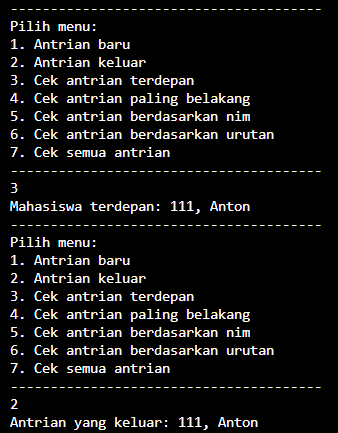 ---------------------------------------
Pilih menu:
1. Antrian baru
2. Antrian keluar
3. Cek antrian terdepan
4. Cek antrian paling belakang
5. Cek antrian berdasarkan nim
6. Cek antrian berdasarkan urutan
7. Cek semua antrian
---------------------------------------
3
Mahasiswa terdepan: 111, Anton
---------------------------------------
Pilih menu:
1. Antrian baru
2. Antrian keluar
3. Cek antrian terdepan
4. Cek antrian paling belakang
5. Cek antrian berdasarkan nim
6. Cek antrian berdasarkan urutan
7. Cek semua antrian
---------------------------------------
2
Antrian yang keluar: 111, Anton